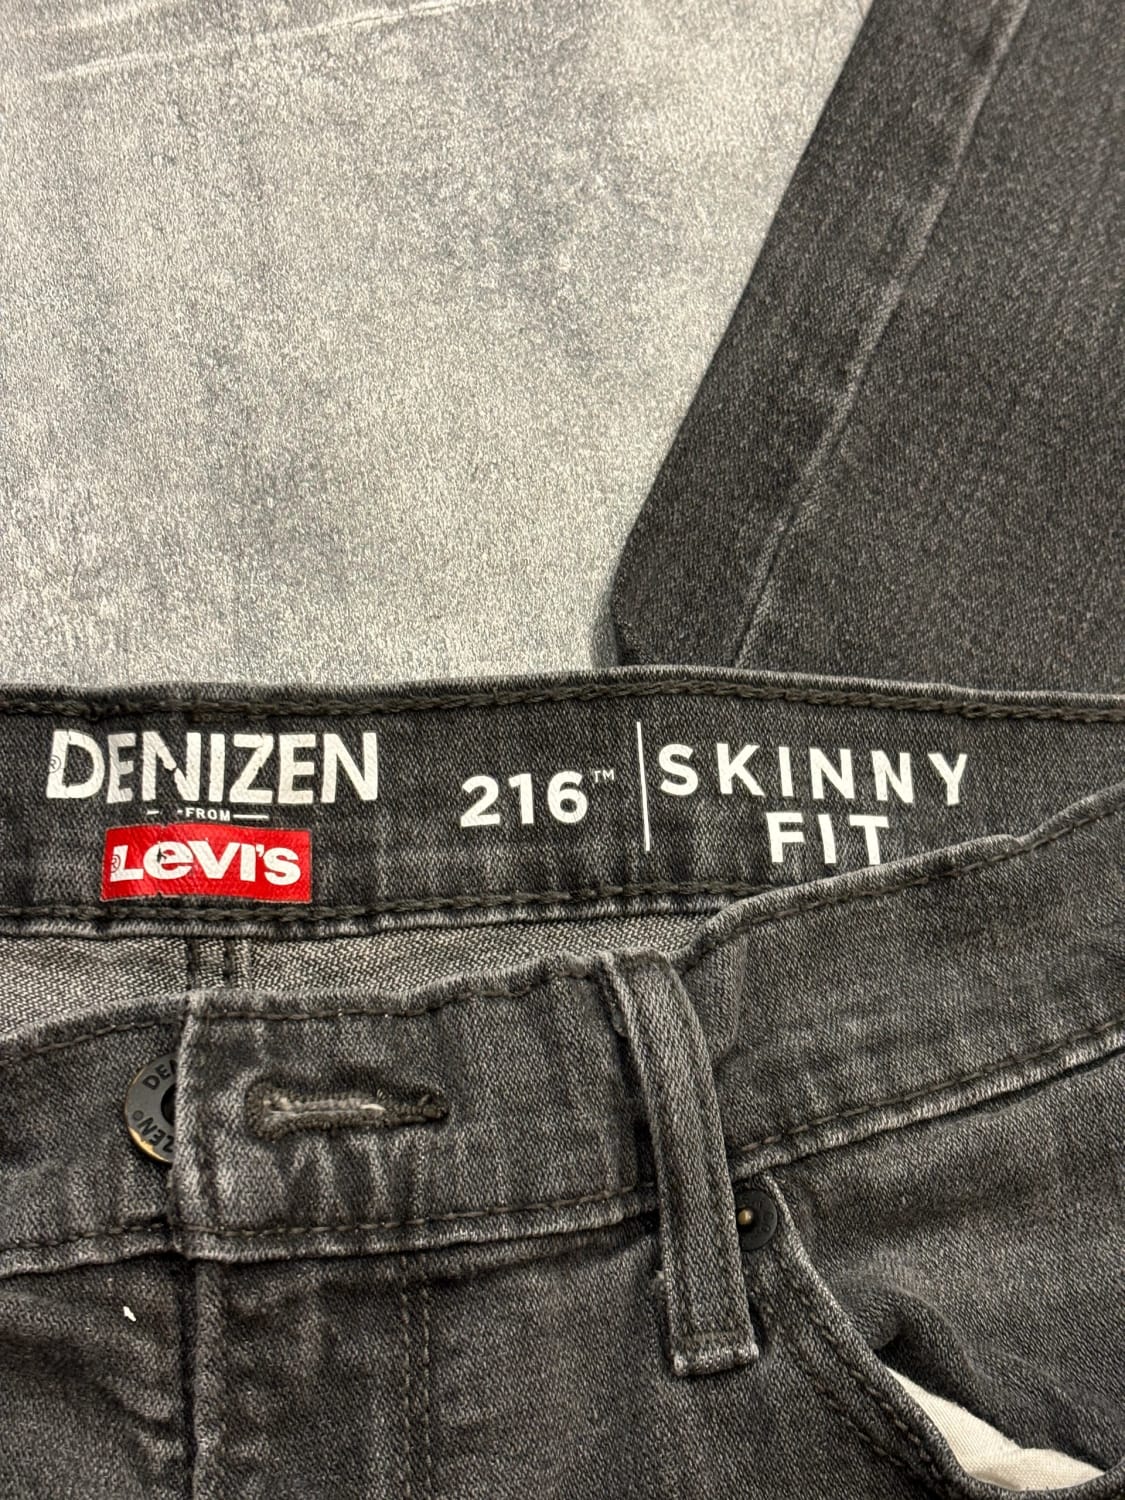 ®DENIZEN
FROM
®LEVI'S
216™
SKINNY
FIT